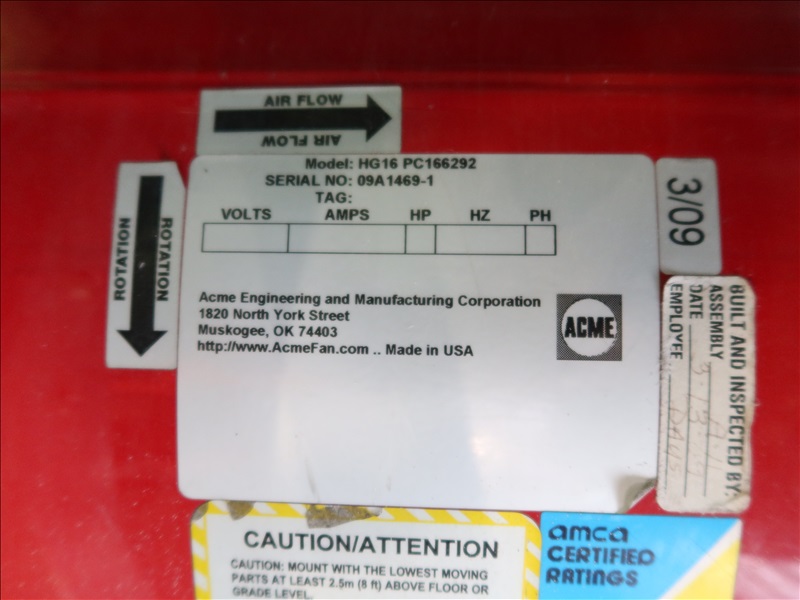 AIR FLOW
AIR FLOW
Model: HG16 PC166292
SERIAL NO: 09A1469-1
TAG:
VOLTS AMPS HP HZ PH
Acme Engineering and Manufacturing Corporation
1820 North York Street
Muskogee, OK 74403
http://www.AcmeFan.com .. Made in USA
ACME
ROTATION
ROTATION
3/09
BUILT AND INSPECTED BY:
ASSEMBLY
DATE
EMPLOYEE
CAUTION/ATTENTION
CAUTION: MOUNT WITH THE LOWEST MOVING
PARTS AT LEAST 2.5m (8 ft) ABOVE FLOOR OR
GRADE LEVEL.
amca
CERTIFIED
RATINGS